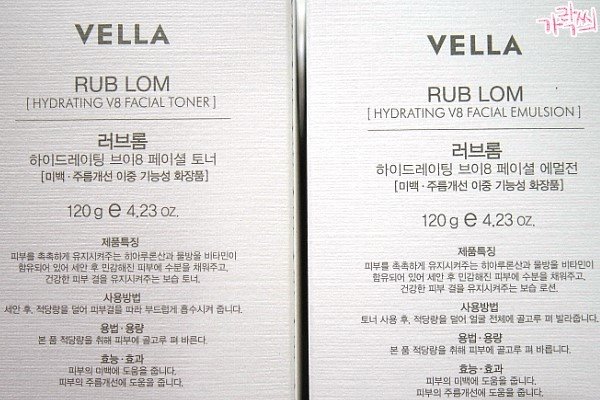 VELLA
RUB LOM
[ HYDRATING V8 FACIAL TONER ]
러브롬
하이드레이팅 브이8 페이셜 토너
[미백 · 주름개선 이중 기능성 화장품]
120 g e 4.23 OZ.
제품특징
피부를 촉촉하게 유지시켜주는 히아루론산과 물방울 비타민이
함유되어 있어 세안 후 민감해진 피부에 수분을 채워주고,
건강한 피부 결을 유지시켜주는 보습 토너.
사용방법
세안 후, 적당량을 덜어 피부결을 따라 부드럽게 흡수시켜 줍니다.
용법 · 용량
본 품 적당량을 취해 피부에 골고루 펴 바른다.
효능 · 효과
피부의 미백에 도움을 줍니다.
피부의 주름개선에 도움을 줍니다.
가락씨
VELLA
RUB LOM
[ HYDRATING V8 FACIAL EMULSION ]
러브롬
하이드레이팅 브이8 페이셜 에멀전
[미백 · 주름개선 이중 기능성 화장품]
120 g e 4.23 OZ.
제품특징
피부를 촉촉하게 유지시켜주는 히아루론산과 물방울 비타민이
함유되어 있어 세안 후 민감해진 피부에 수분을 채워주고,
건강한 피부 결을 유지시켜주는 보습 로션.
사용방법
토너 사용 후, 적당량을 덜어 얼굴 전체에 골고루 펴 발라줍니다.
용법 · 용량
본 품 적당량을 취해 피부에 골고루 펴 바릅니다.
효능 · 효과
피부의 미백에 도움을 줍니다.
피부의 주름개선에 도움을 줍니다.